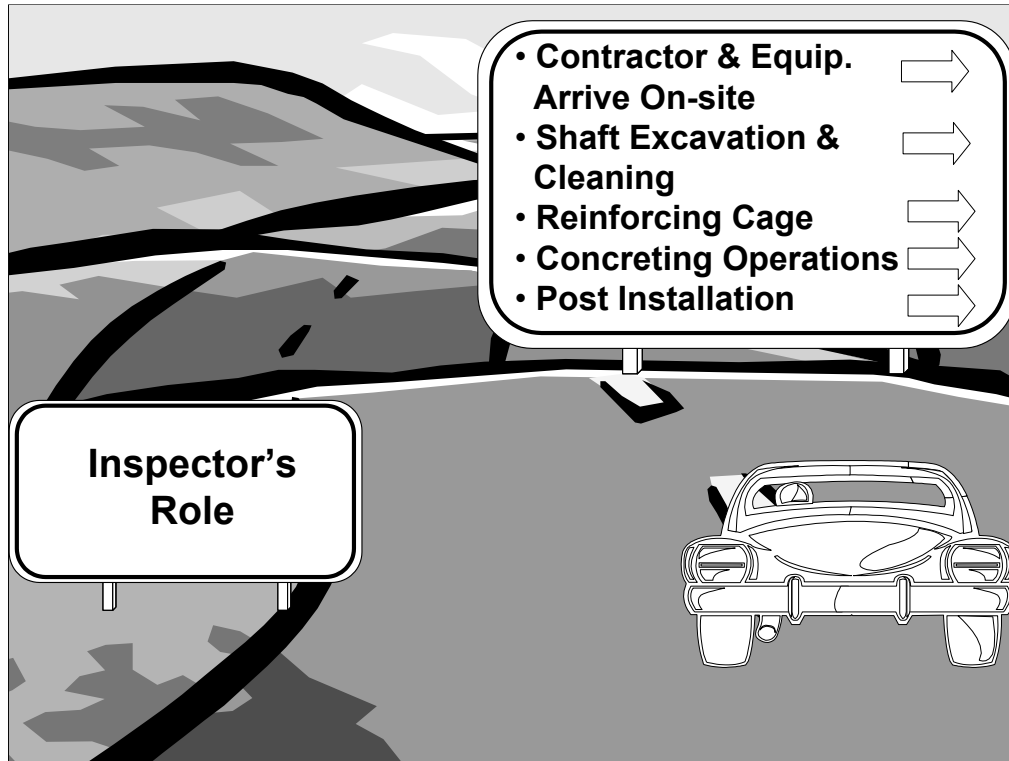 • Contractor & Equip.
Arrive On-site
• Shaft Excavation &
Cleaning
• Reinforcing Cage
• Concreting Operations
• Post Installation
Inspector’s
Role